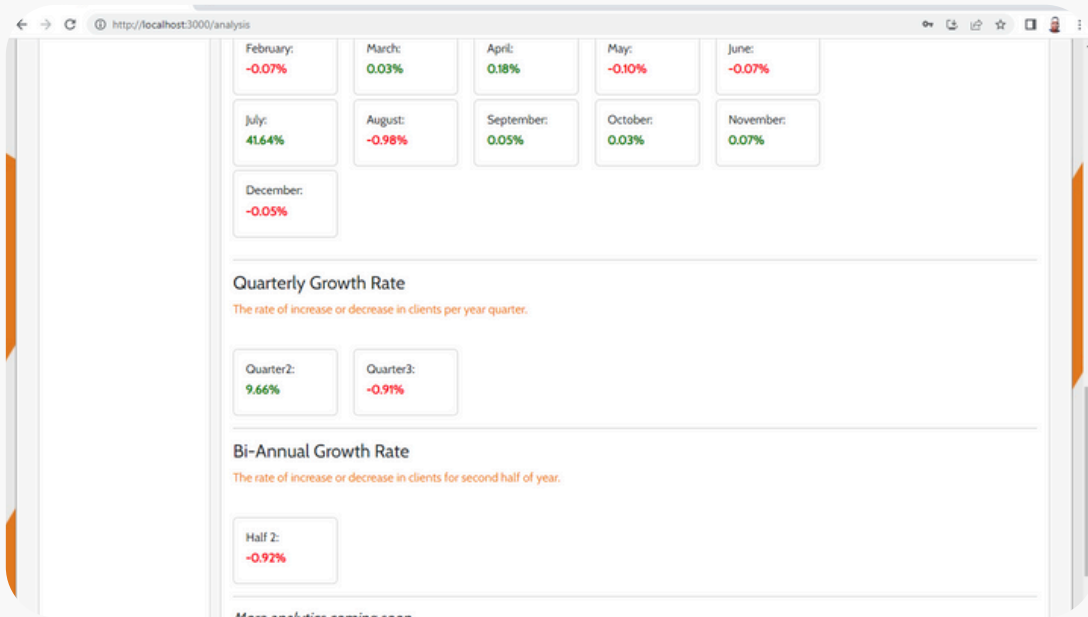 http://localhost:3000/analysis
February: March: April: May: June:
-0.07% 0.03% 0.18% -0.10% -0.07%
July: August: September: October: November:
41.64% -0.98% 0.05% 0.03% 0.07%
December:
-0.05%
Quarterly Growth Rate
The rate of increase or decrease in clients per year quarter.
Quarter2: Quarter3:
9.66% -0.91%
Bi-Annual Growth Rate
The rate of increase or decrease in clients for second half of year.
Half 2:
-0.92%
More analytics coming soon